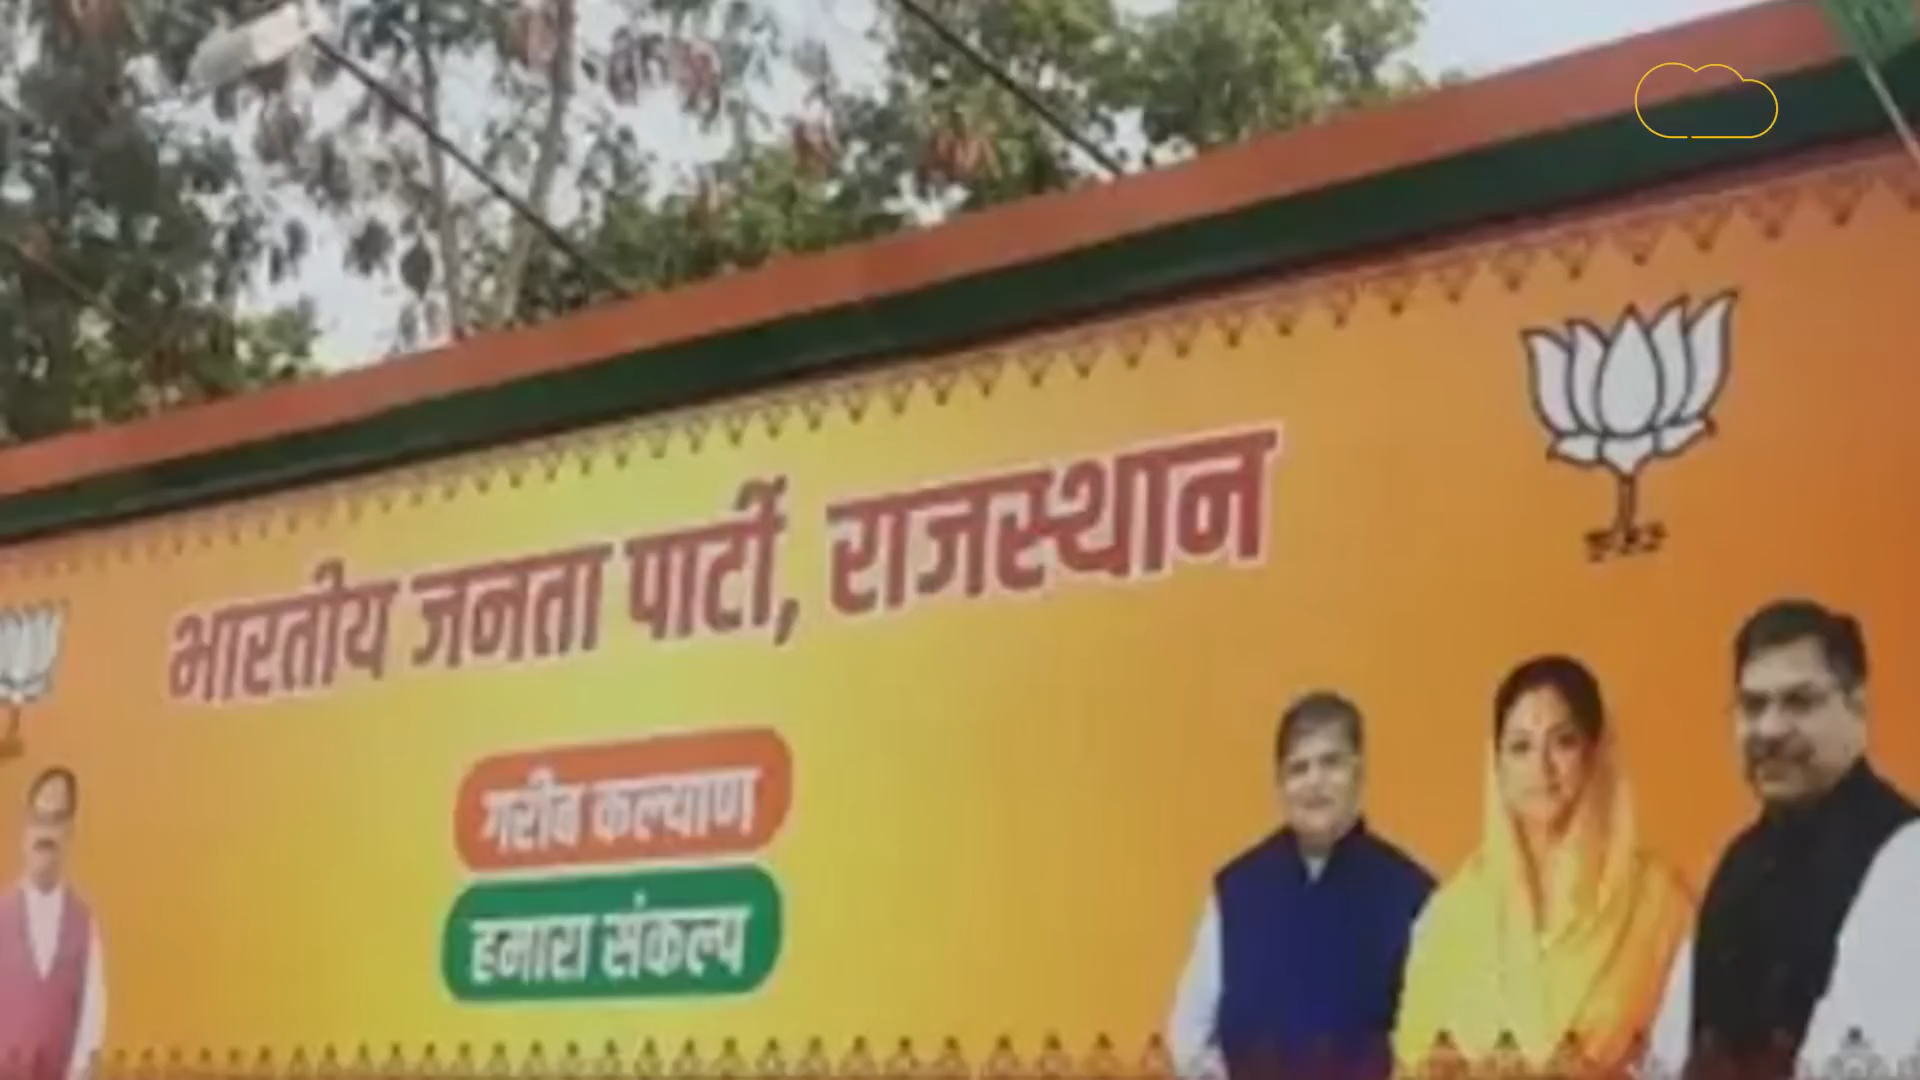 भारतीय जनता पार्टी, राजस्थान
गरीब कल्याण
हमारा संकल्प